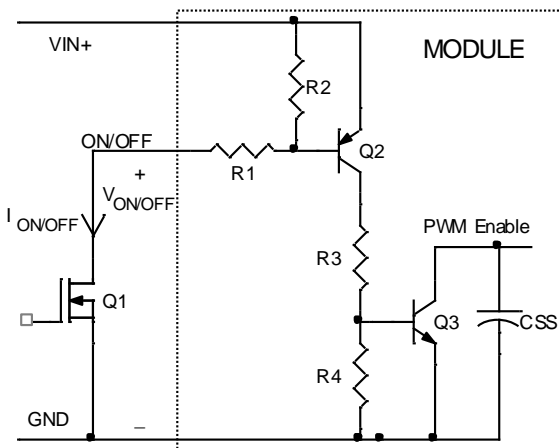 VIN+
MODULE
R2
ON/OFF
R1
Q2
+
V ON/OFF
I ON/OFF
PWM Enable
R3
Q1
Q3
CSS
R4
GND
_